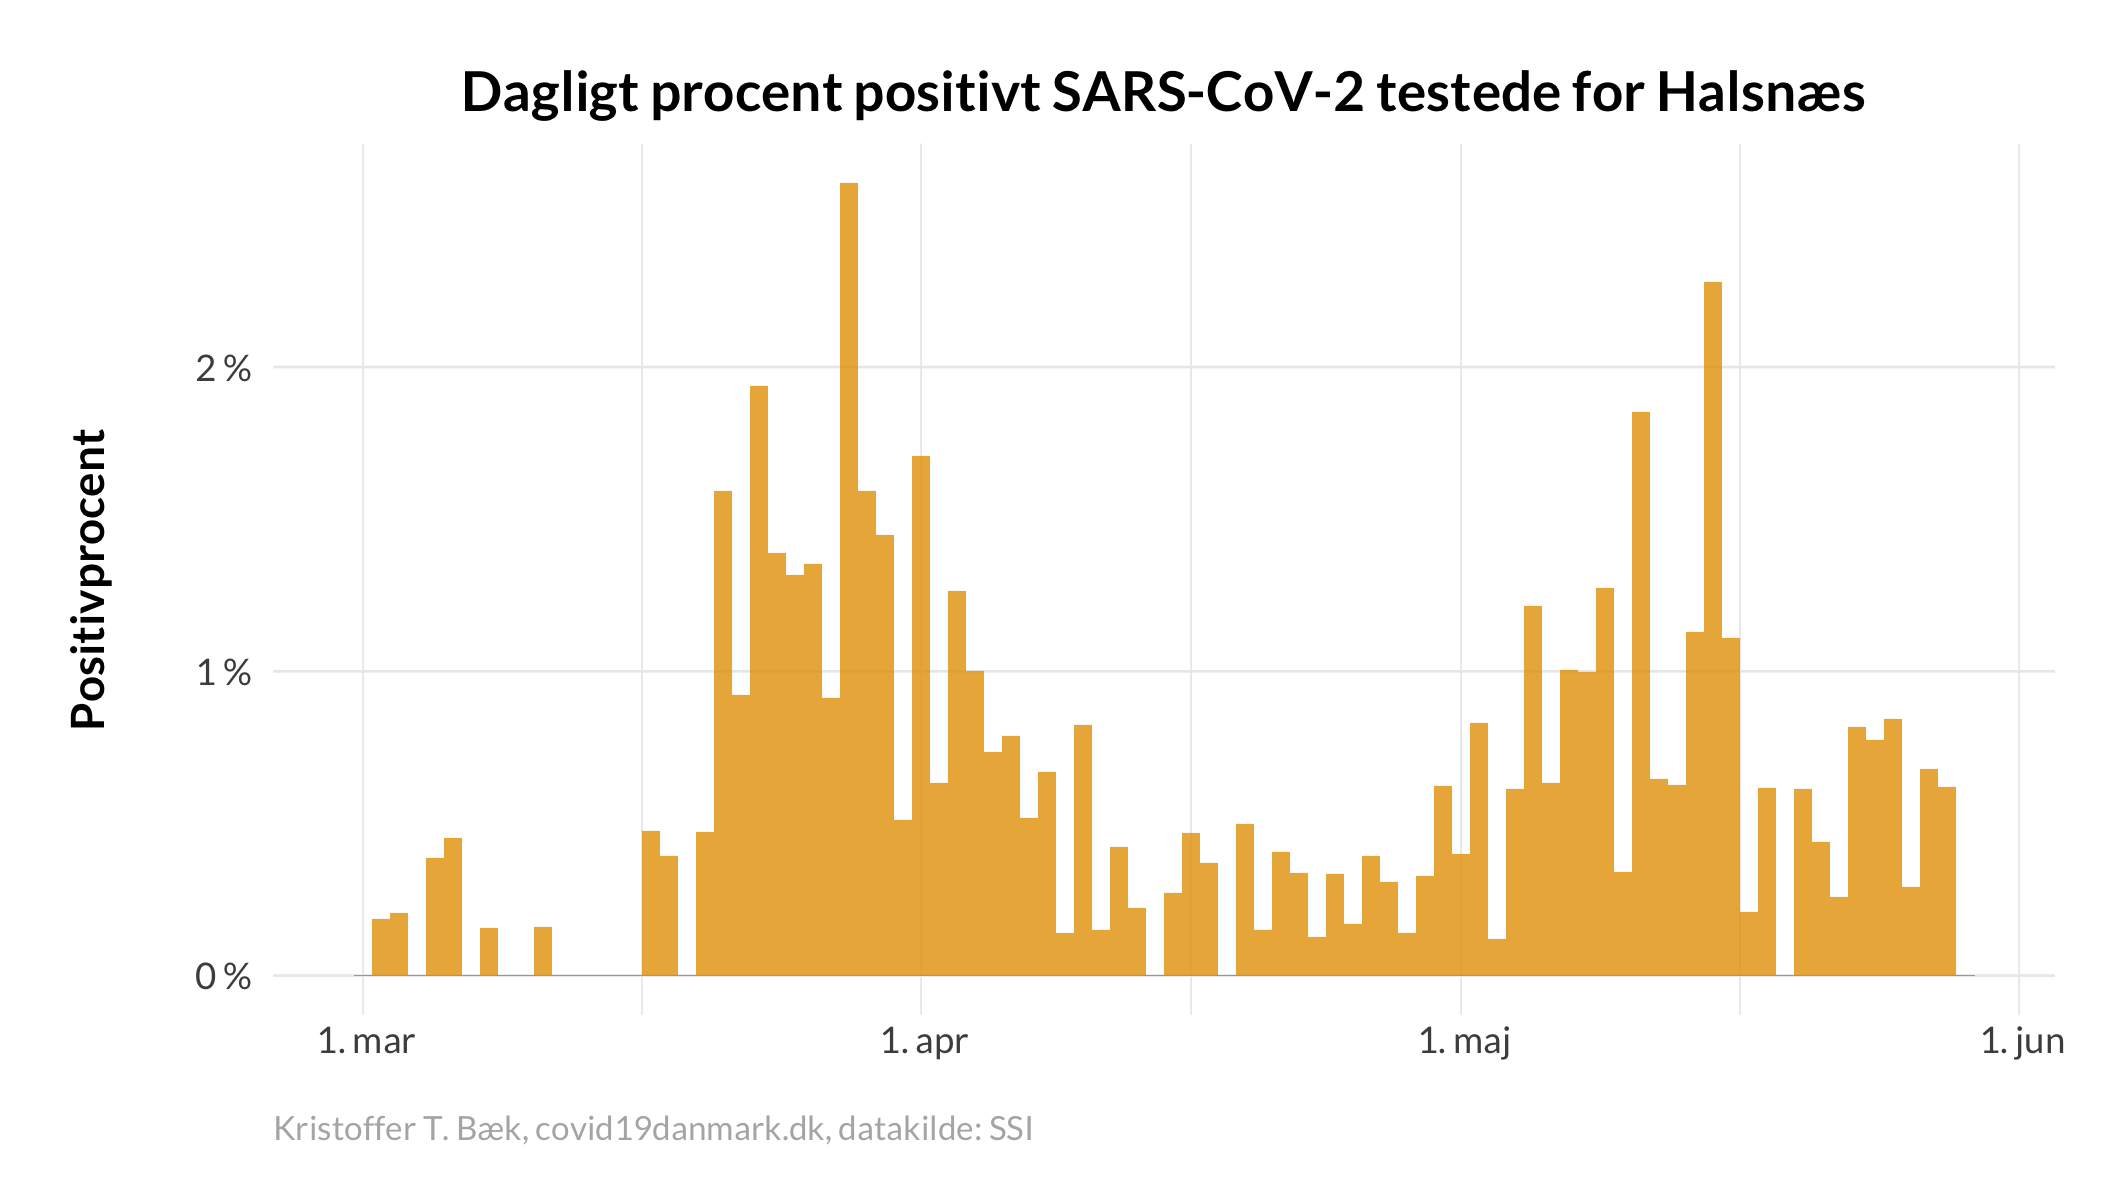 Dagligt procent positivt SARS-CoV-2 testede for Halsnæs
Positivprocent
2 %
1 %
0 %
1. mar
1. apr
1. maj
1. jun
Kristoffer T. Bæk, covid19danmark.dk, datakilde: SSI